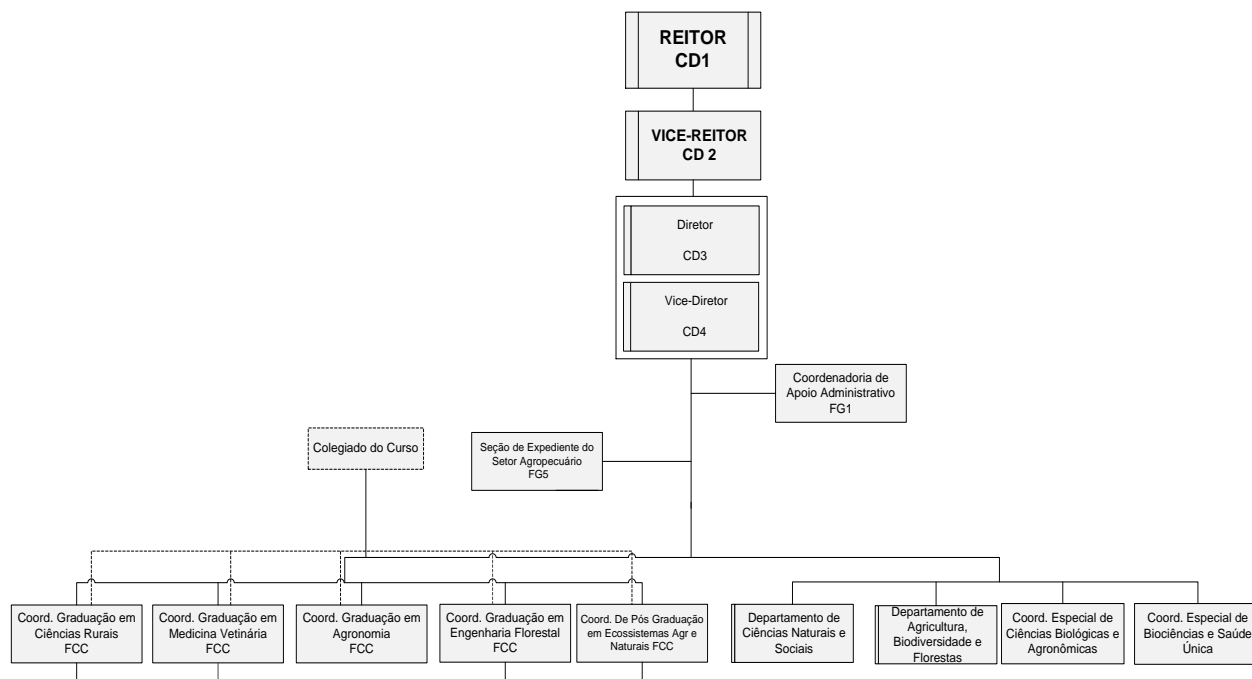 REITOR
CD1
VICE-REITOR
CD 2
Diretor
CD3
Vice-Diretor
CD4
Coordenadoria de
Apoio Administrativo
FG1
Colegiado do Curso
Seção de Expediente do
Setor Agropecuário
FG5
Coord. Graduação em
Ciências Rurais
FCC
Coord. Graduação em
Medicina Vetinária
FCC
Coord. Graduação em
Agronomia
FCC
Coord. Graduação em
Engenharia Florestal
FCC
Coord. De Pós Graduação
em Ecossistemas Agr e
Naturais FCC
Departamento de
Ciências Naturais e
Sociais
Departamento de
Agricultura,
Biodiversidade e
Florestas
Coord. Especial de
Ciências Biológicas e
Agronômicas
Coord. Especial de
Biociências e Saúde
Única